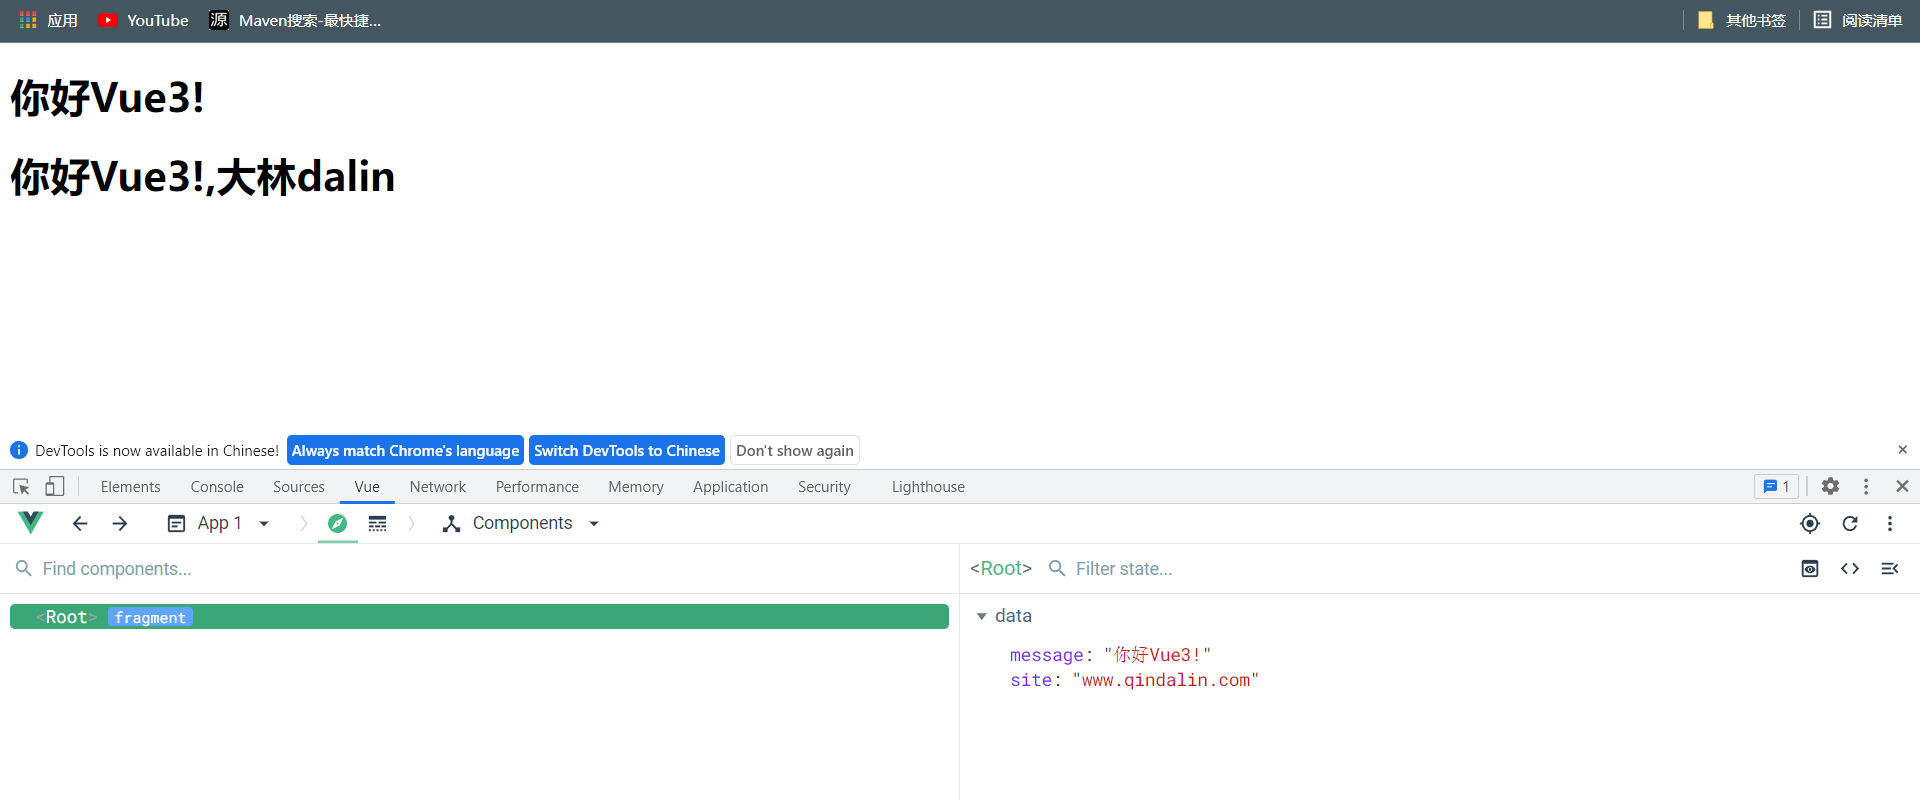 应用 YouTube 源 Maven搜索-最快捷... 其他书签 阅读清单
你好Vue3!
你好Vue3!,大林dalin
DevTools is now available in Chinese! Always match Chrome's language Switch DevTools to Chinese Don't show again ×
Elements Console Sources Vue Network Performance Memory Application Security Lighthouse 1
App 1 Components
Find components... <Root> Filter state...
<Root> fragment
data
message: "你好Vue3!"
site: "www.qindalin.com"